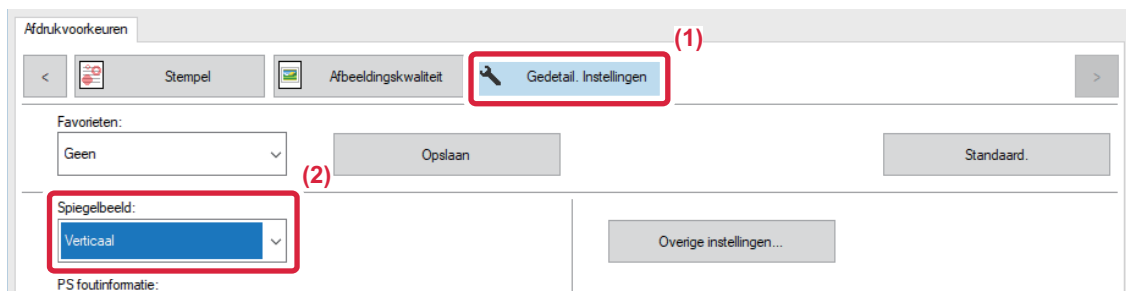 Afdrukvoorkeuren
(1)
<
Stempel
Afbeeldingskwaliteit
Gedetail. Instellingen
>
Favorieten:
Geen
Opslaan
Standaard.
(2)
Spiegelbeeld:
Verticaal
Overige instellingen...
PS foutinformatie: